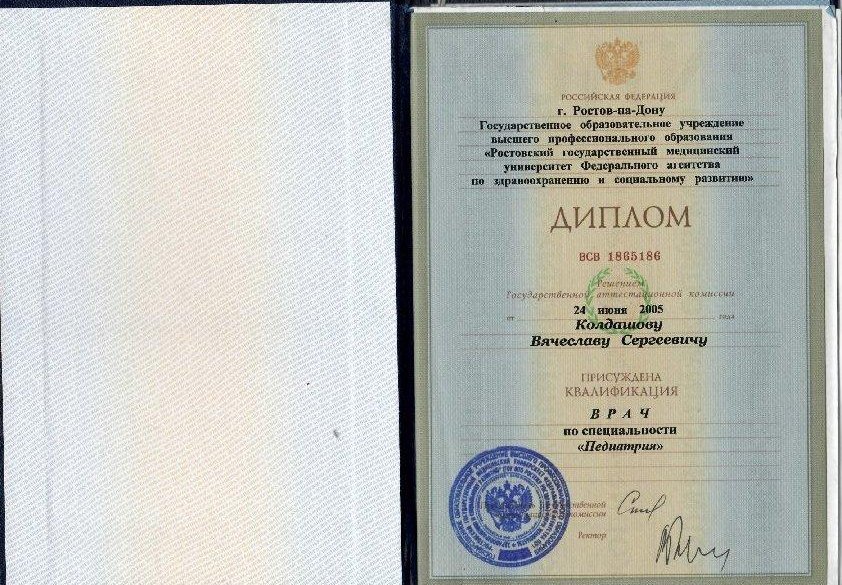 РОССИЙСКАЯ ФЕДЕРАЦИЯ
г. Ростов-на-Дону
Государственное образовательное учреждение
высшего профессионального образования
«Ростовский государственный медицинский
университет Федерального агентства
по здравоохранению и социальному развитию»
ДИПЛОМ
ВСВ 1865186
Решением
Государственной аттестационной комиссии
от 24 июня 2005 года
Колдашову
Вячеславу Сергеевичу
ПРИСУЖДЕНА
КВАЛИФИКАЦИЯ
ВРАЧ
по специальности
«Педиатрия»
комиссии
Ректор